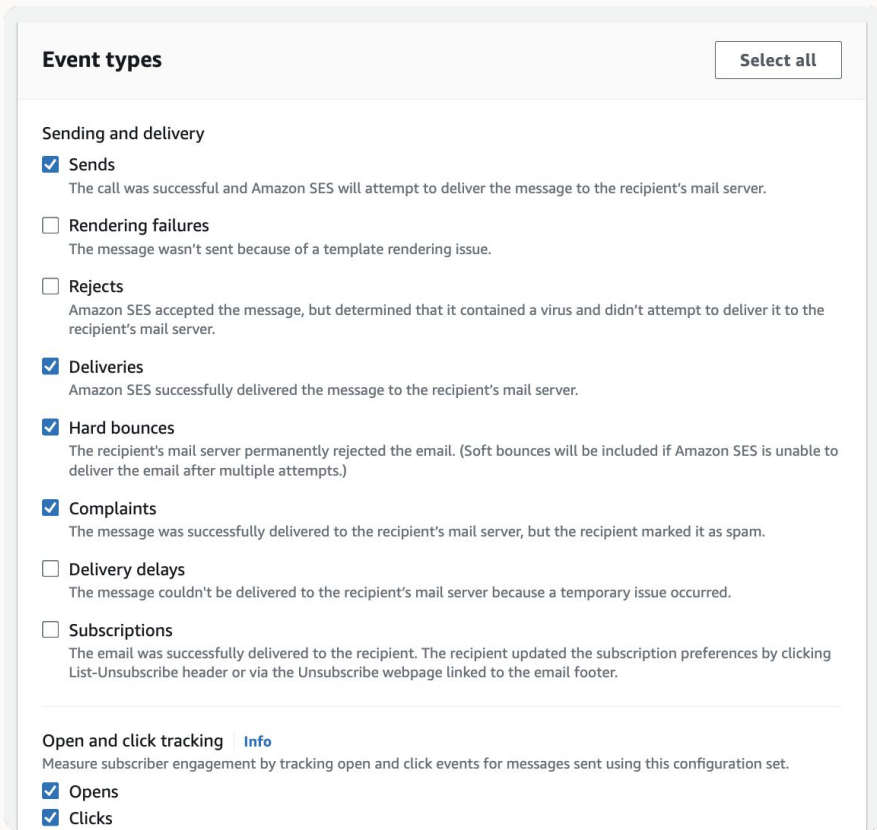 Event types
Select all
Sending and delivery
Sends
The call was successful and Amazon SES will attempt to deliver the message to the recipient's mail server.
Rendering failures
The message wasn't sent because of a template rendering issue.
Rejects
Amazon SES accepted the message, but determined that it contained a virus and didn't attempt to deliver it to the
recipient's mail server.
Deliveries
Amazon SES successfully delivered the message to the recipient's mail server.
Hard bounces
The recipient's mail server permanently rejected the email. (Soft bounces will be included if Amazon SES is unable to
deliver the email after multiple attempts.)
Complaints
The message was successfully delivered to the recipient's mail server, but the recipient marked it as spam.
Delivery delays
The message couldn't be delivered to the recipient's mail server because a temporary issue occurred.
Subscriptions
The email was successfully delivered to the recipient. The recipient updated the subscription preferences by clicking
List-Unsubscribe header or via the Unsubscribe webpage linked to the email footer.
Open and click tracking Info
Measure subscriber engagement by tracking open and click events for messages sent using this configuration set.
Opens
Clicks